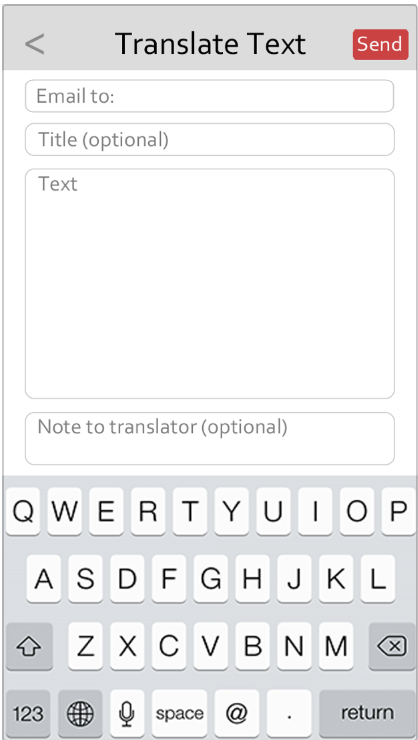 < Translate Text Send
Email to:
Title (optional)
Text
Note to translator (optional)
Q W E R T Y U I O P
A S D F G H J K L
Z X C V B N M
123 space @ . return